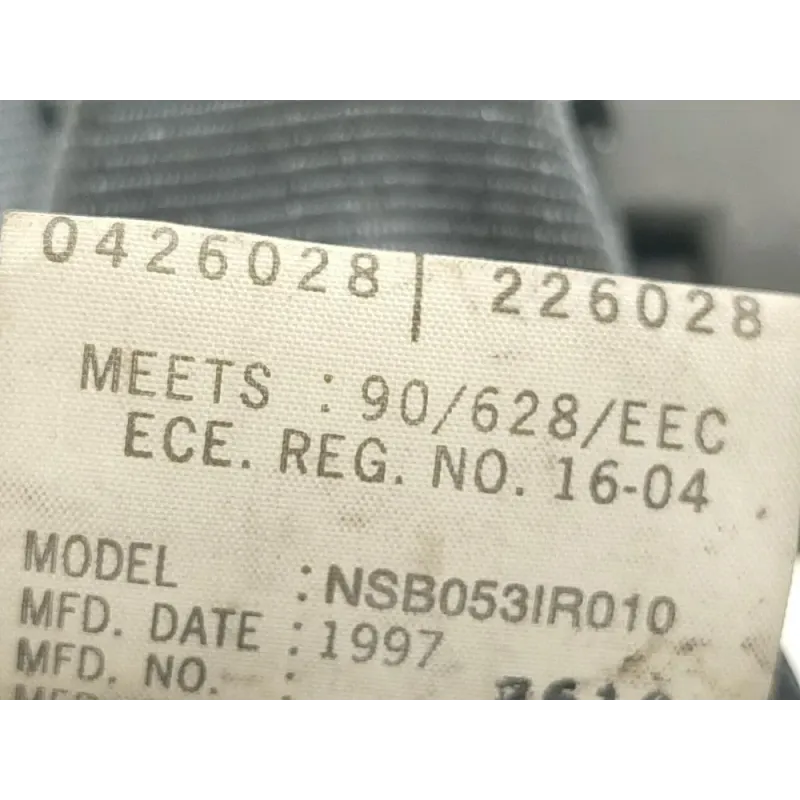 0426028 | 226028
MEETS : 90/628/EEC
ECE. REG. NO. 16-04
MODEL :NSB053IR010
MFD. DATE :1997
MFD. NO. :